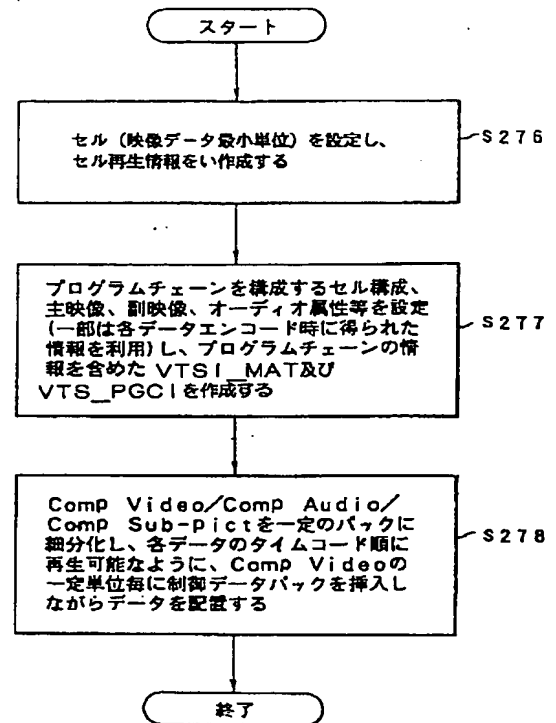 スタート
セル（映像データ最小単位）を設定し、
セル再生情報をい作成する
S276
プログラムチェーンを構成するセル構成、
主映像、副映像、オーディオ属性等を設定
(一部は各データエンコード時に得られた
情報を利用)し、プログラムチェーンの情
報を含めた VTSI_MAT及び
VTS_PGCIを作成する
S277
Comp Video/Comp Audio/
Comp Sub-pictを一定のパックに
細分化し、各データのタイムコード順に
再生可能なように、Comp Videoの
一定単位毎に制御データパックを挿入し
ながらデータを配置する
S278
終了